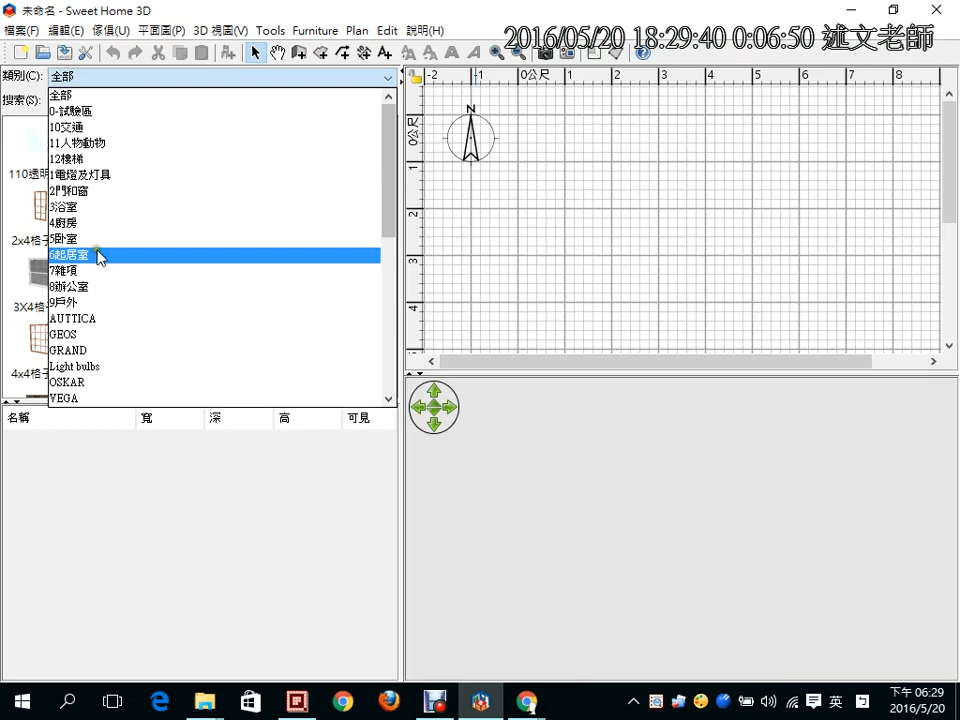 未命名 - Sweet Home 3D
檔案(F) 編輯(E) 傢俱(U) 平面圖(P) 3D 視圖(V) Tools Furniture Plan Edit 說明(H)
2016/05/20 18:29:40 0:06:50 述文老師
類別(C): 全部
搜索(S):
全部
0-試驗區
10交通
11人物動物
12樓梯
1電燈及灯具
2門和窗
3浴室
4廚房
5卧室
6起居室
7雜項
8辦公室
9戶外
AUTTICA
GEOS
GRAND
Light bulbs
OSKAR
VEGA
110透明
2x4格子
3X4格
4x4格子
-2 -1 0公尺 1 2 3 4 5 6 7 8
0公尺
1
2
3
4
N
名稱 寬 深 高 可見
英
下午 06:29
2016/5/20